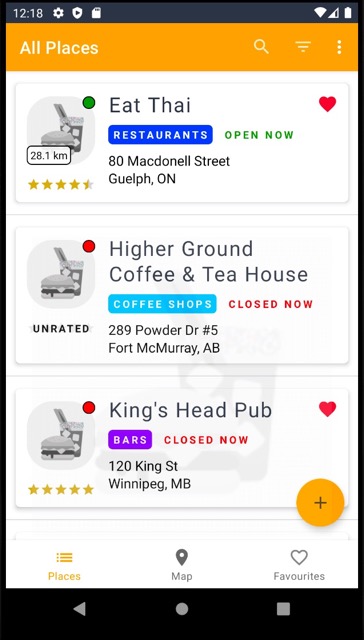 12:18
All Places
Eat Thai
RESTAURANTS OPEN NOW
28.1 km
80 Macdonell Street
Guelph, ON
Higher Ground
Coffee & Tea House
COFFEE SHOPS CLOSED NOW
UNRATED
289 Powder Dr #5
Fort McMurray, AB
King's Head Pub
BARS CLOSED NOW
120 King St
Winnipeg, MB
+
Places Map Favourites